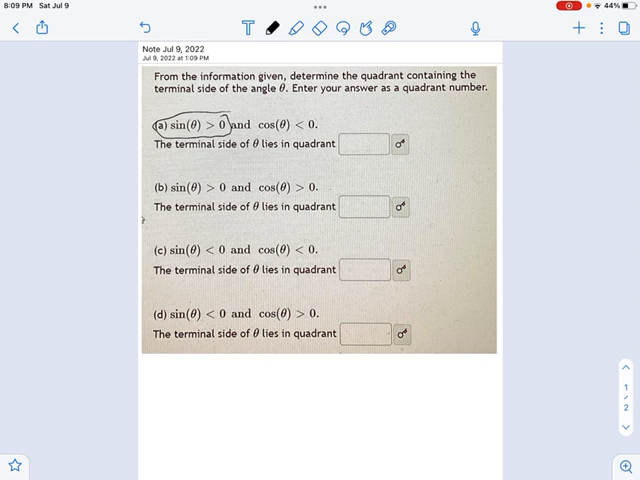 8:09 PM Sat Jul 9
44%
Note Jul 9, 2022
Jul 9, 2022 at 1:09 PM
From the information given, determine the quadrant containing the
terminal side of the angle θ. Enter your answer as a quadrant number.
(a) sin(θ) > 0 and cos(θ) < 0.
The terminal side of θ lies in quadrant
(b) sin(θ) > 0 and cos(θ) > 0.
The terminal side of θ lies in quadrant
(c) sin(θ) < 0 and cos(θ) < 0.
The terminal side of θ lies in quadrant
(d) sin(θ) < 0 and cos(θ) > 0.
The terminal side of θ lies in quadrant
1
/
2